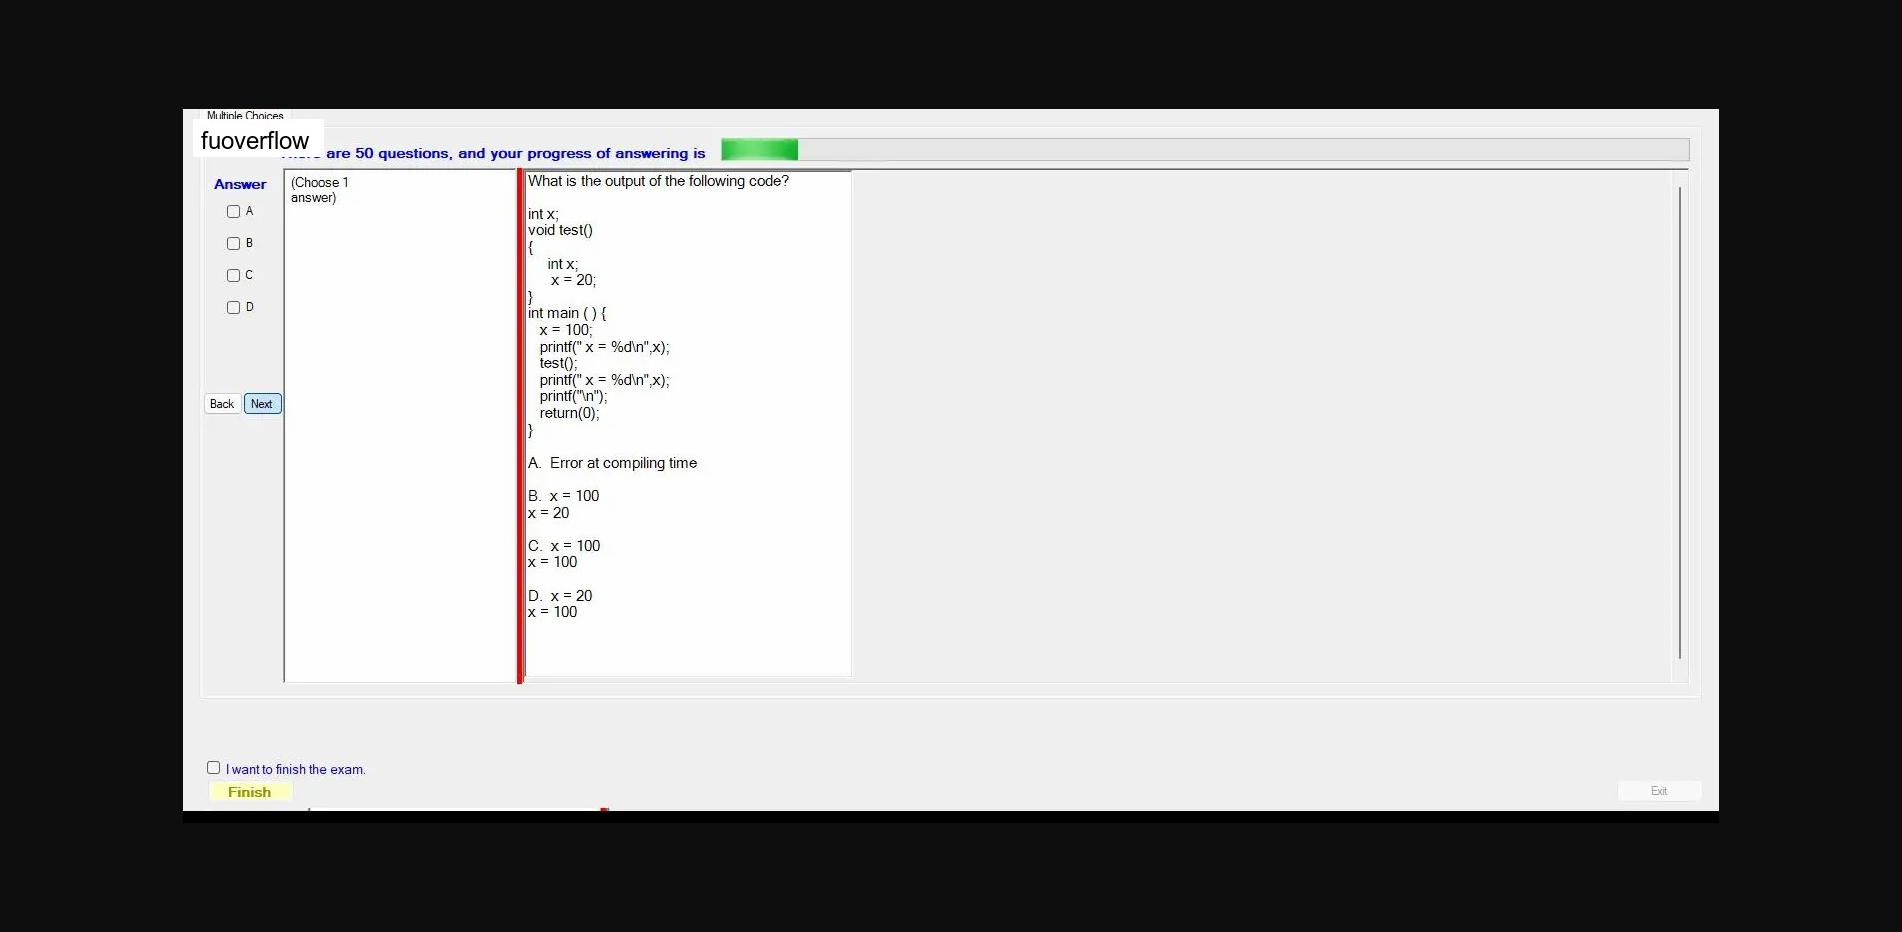 Multiple Choices
fuoverflow
are 50 questions, and your progress of answering is
Answer
A
B
C
D
Back Next
(Choose 1
answer)
What is the output of the following code?
int x;
void test()
{
int x;
x = 20;
}
int main ( ) {
x = 100;
printf(" x = %d\n",x);
test();
printf(" x = %d\n",x);
printf("\n");
return(0);
}
A. Error at compiling time
B. x = 100
x = 20
C. x = 100
x = 100
D. x = 20
x = 100
I want to finish the exam.
Finish
Exit